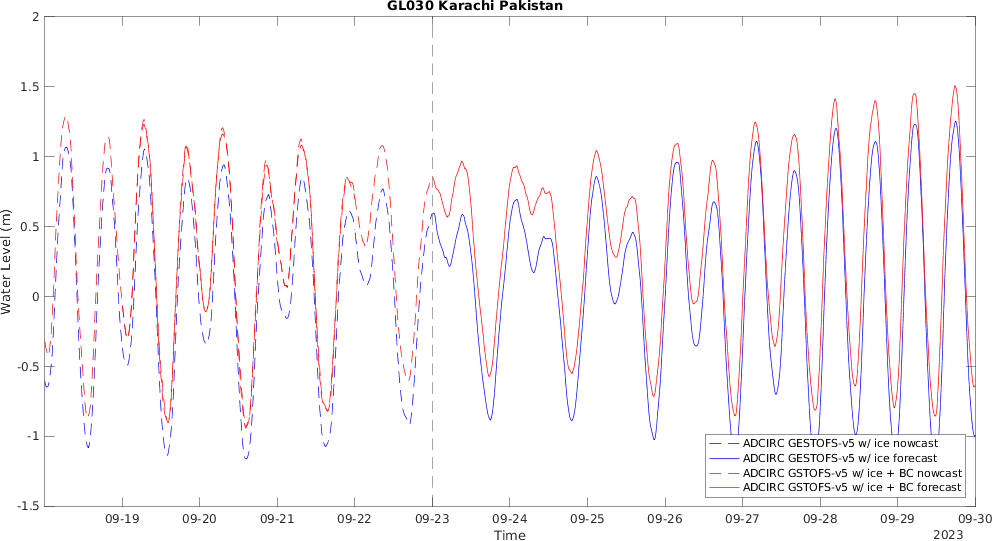 GL030 Karachi Pakistan
2
1.5
1
0.5
0
-0.5
-1
-1.5
Water Level (m)
ADCIRC GESTOFS-v5 w/ ice nowcast
ADCIRC GESTOFS-v5 w/ ice forecast
ADCIRC GSTOFS-v5 w/ ice + BC nowcast
ADCIRC GSTOFS-v5 w/ ice + BC forecast
09-19 09-20 09-21 09-22 09-23 09-24 09-25 09-26 09-27 09-28 09-29 09-30
Time
2023